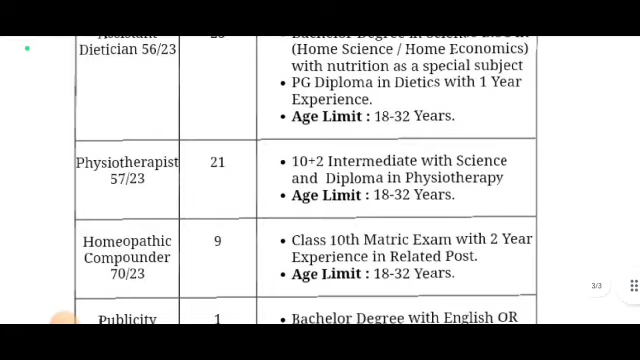 Assistant
Dietician 56/23
(Home Science / Home Economics)
with nutrition as a special subject
• PG Diploma in Dietics with 1 Year
Experience.
• Age Limit : 18-32 Years.
Physiotherapist
57/23
21
• 10+2 Intermediate with Science
and Diploma in Physiotherapy
• Age Limit : 18-32 Years.
Homeopathic
Compounder
70/23
9
• Class 10th Matric Exam with 2 Year
Experience in Related Post.
• Age Limit : 18-32 Years.
3/3
Publicity
1
• Bachelor Degree with English OR